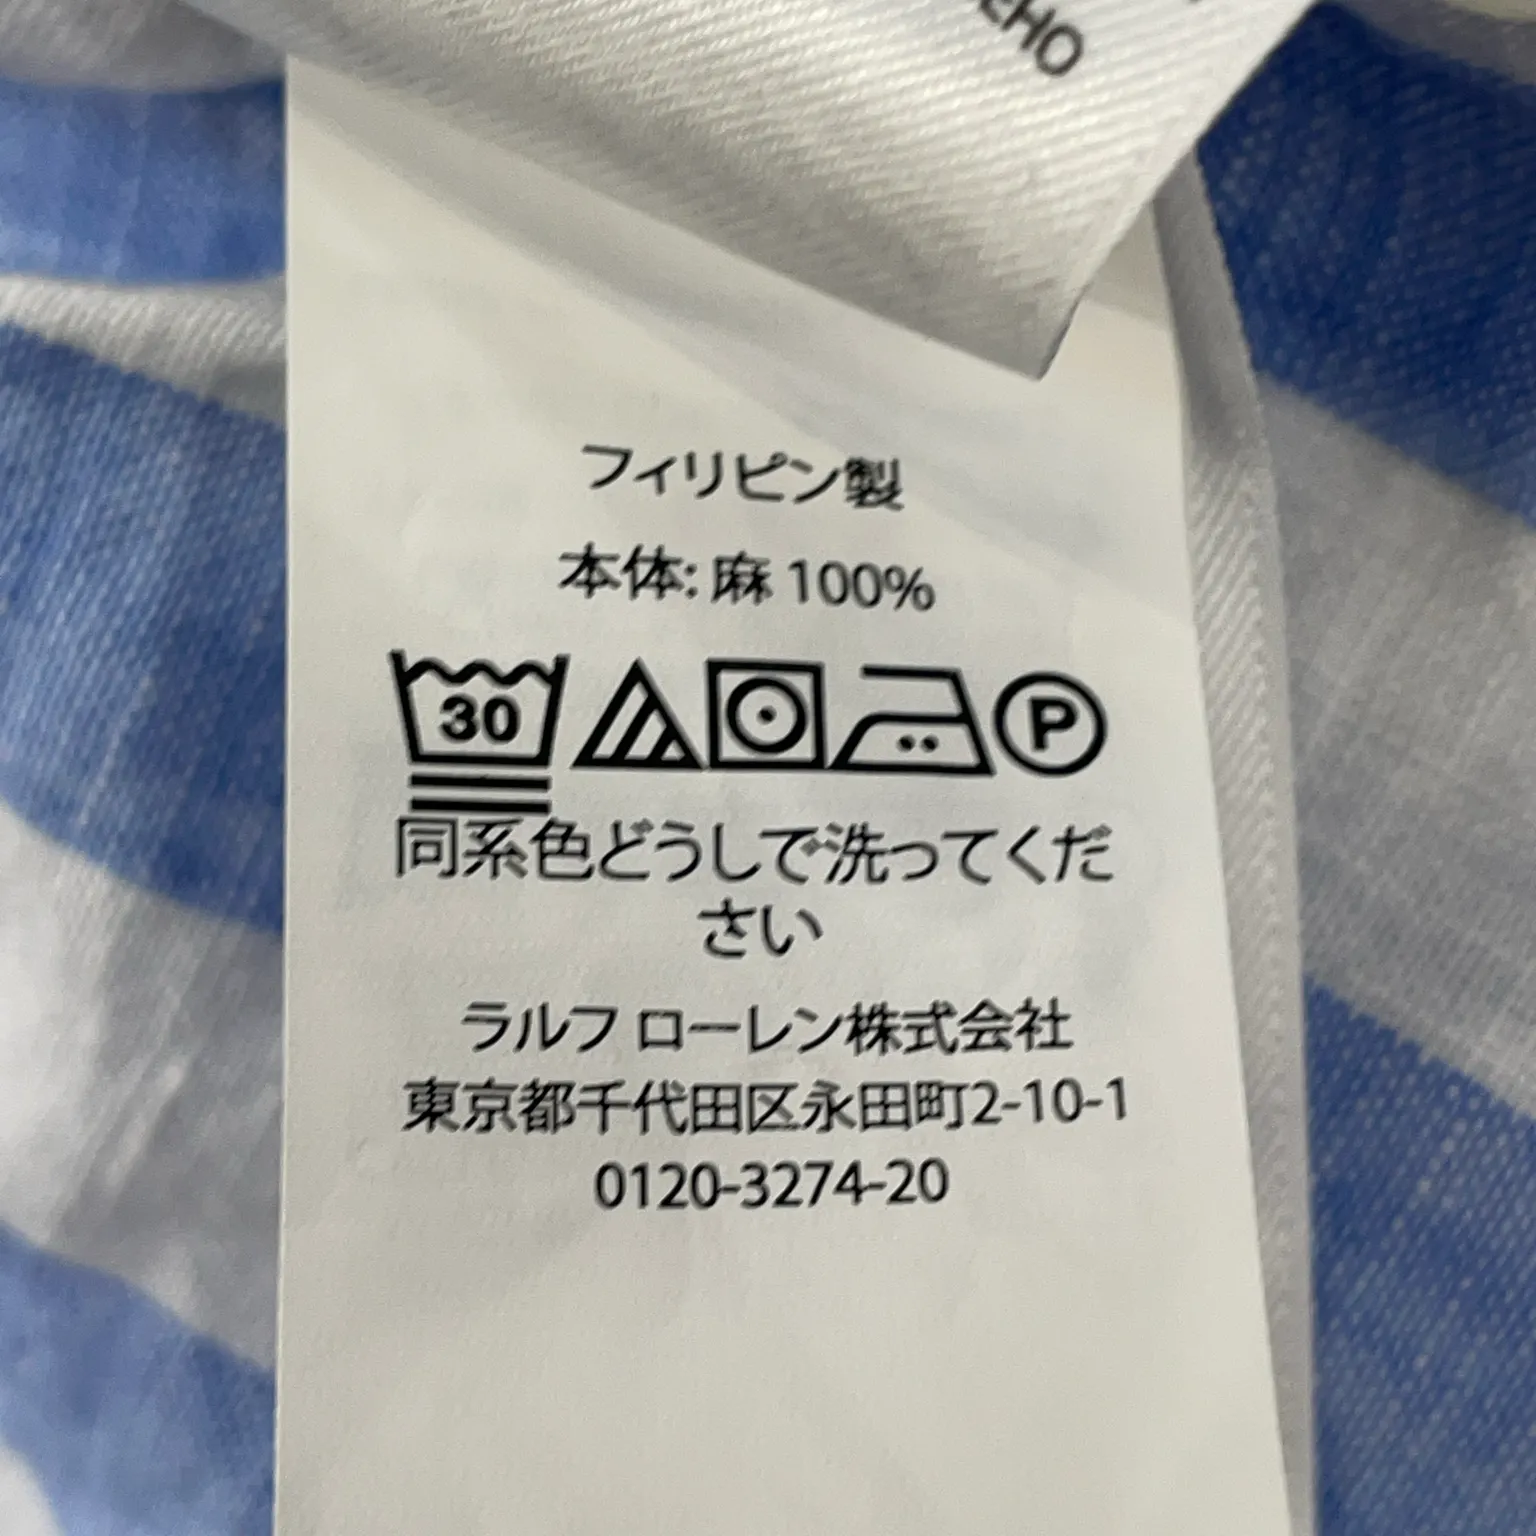 EHO
フィリピン製
本体: 麻 100%
30
P
同系色どうしで洗ってくだ
さい
ラルフ ローレン株式会社
東京都千代田区永田町2-10-1
0120-3274-20